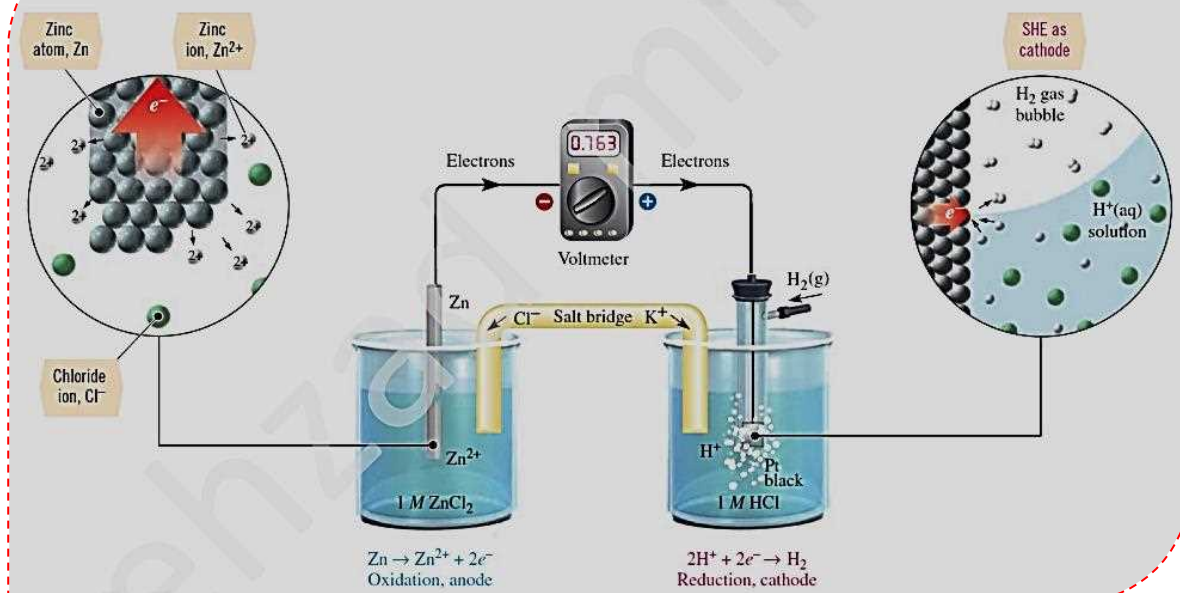 Zinc
atom, Zn
Zinc
ion, Zn²⁺
SHE as
cathode
e⁻
2+
2+
2+
2+
2+
2+
2+
H₂ gas
bubble
e⁻
H⁺(aq)
solution
0.763
Electrons
Electrons
Voltmeter
Zn
H₂(g)
Cl⁻ Salt bridge K⁺
Chloride
ion, Cl⁻
Zn²⁺
H⁺
Pt
black
1 M ZnCl₂
1 M HCl
Zn → Zn²⁺ + 2e⁻
Oxidation, anode
2H⁺ + 2e⁻ → H₂
Reduction, cathode